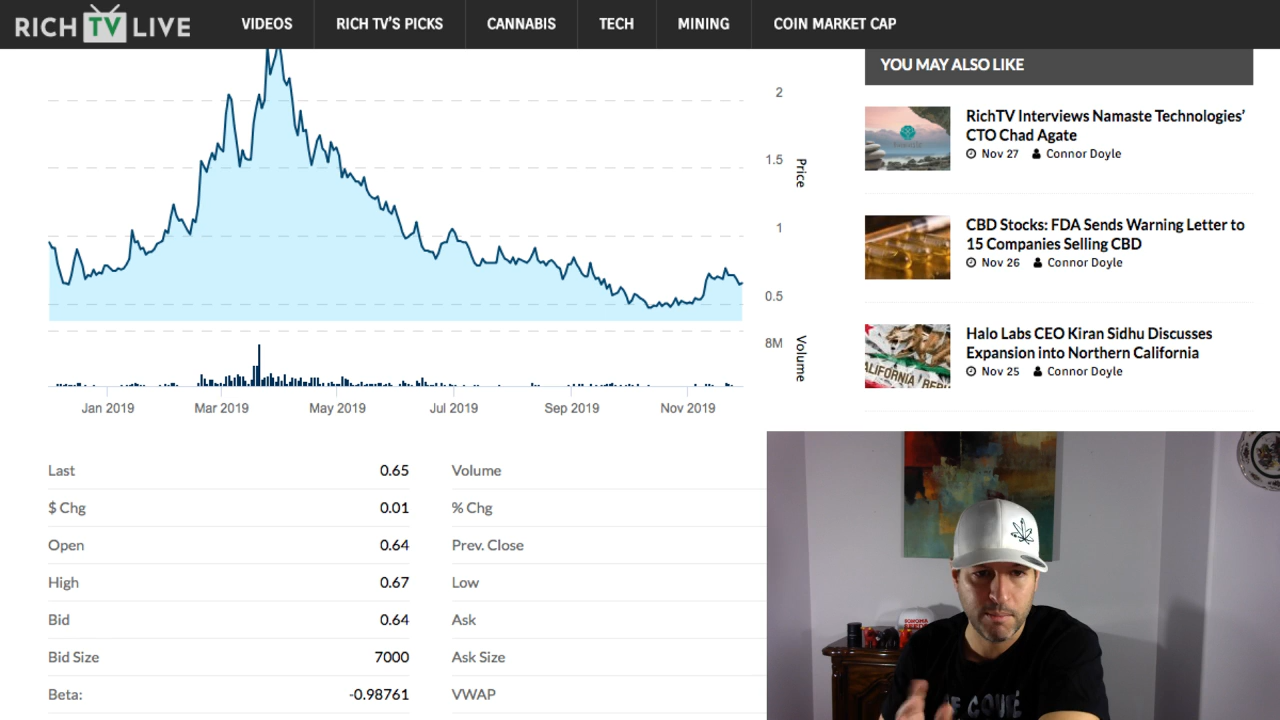 RICH TV LIVE
VIDEOS
RICH TV'S PICKS
CANNABIS
TECH
MINING
COIN MARKET CAP
2
1.5
1
0.5
Price
8M
Volume
Jan 2019
Mar 2019
May 2019
Jul 2019
Sep 2019
Nov 2019
YOU MAY ALSO LIKE
RichTV Interviews Namaste Technologies'
CTO Chad Agate
Nov 27 Connor Doyle
CBD Stocks: FDA Sends Warning Letter to
15 Companies Selling CBD
Nov 26 Connor Doyle
Halo Labs CEO Kiran Sidhu Discusses
Expansion into Northern California
Nov 25 Connor Doyle
Last 0.65 Volume
$ Chg 0.01 % Chg
Open 0.64 Prev. Close
High 0.67 Low
Bid 0.64 Ask
Bid Size 7000 Ask Size
Beta: -0.98761 VWAP